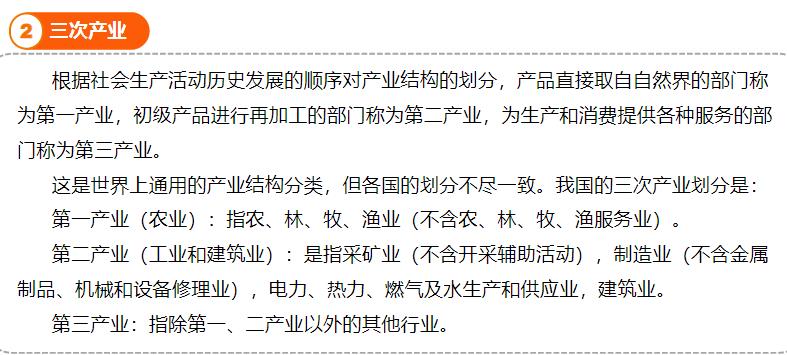 2 三次产业
根据社会生产活动历史发展的顺序对产业结构的划分，产品直接取自自然界的部门称
为第一产业，初级产品进行再加工的部门称为第二产业，为生产和消费提供各种服务的部
门称为第三产业。
这是世界上通用的产业结构分类，但各国的划分不尽一致。我国的三次产业划分是：
第一产业（农业）：指农、林、牧、渔业（不含农、林、牧、渔服务业）。
第二产业（工业和建筑业）：是指采矿业（不含开采辅助活动），制造业（不含金属
制品、机械和设备修理业），电力、热力、燃气及水生产和供应业，建筑业。
第三产业：指除第一、二产业以外的其他行业。